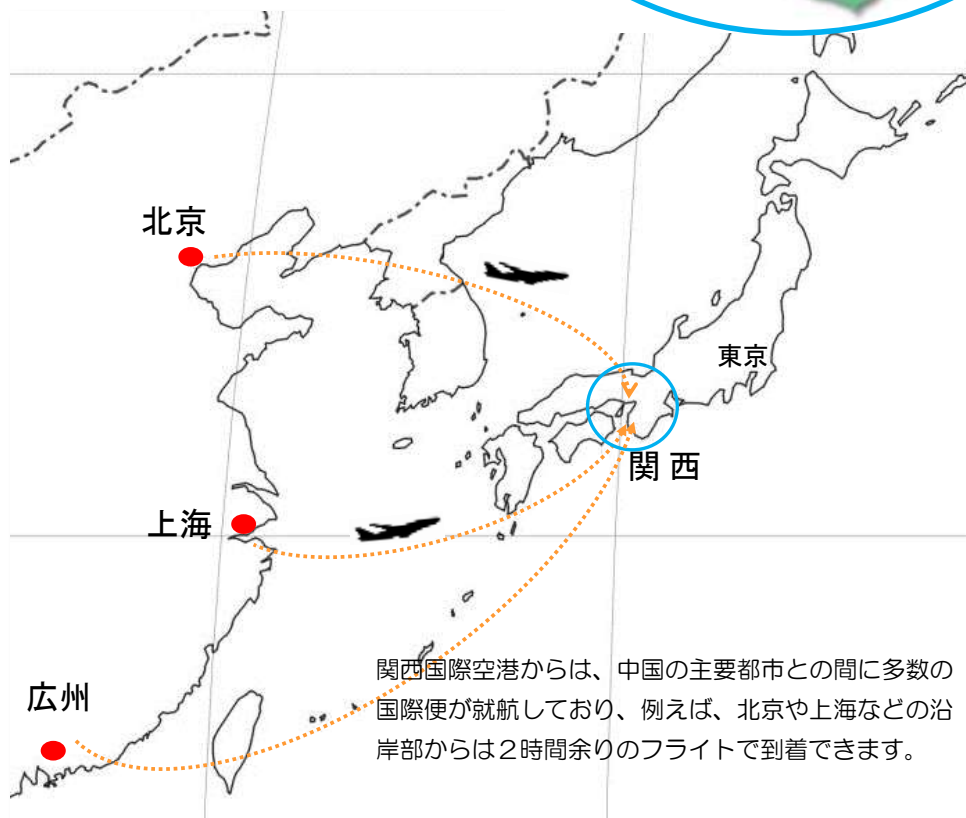 北京
東京
関 西
上海
広州
関西国際空港からは、中国の主要都市との間に多数の
国際便が就航しており、例えば、北京や上海などの沿
岸部からは２時間余りのフライトで到着できます。